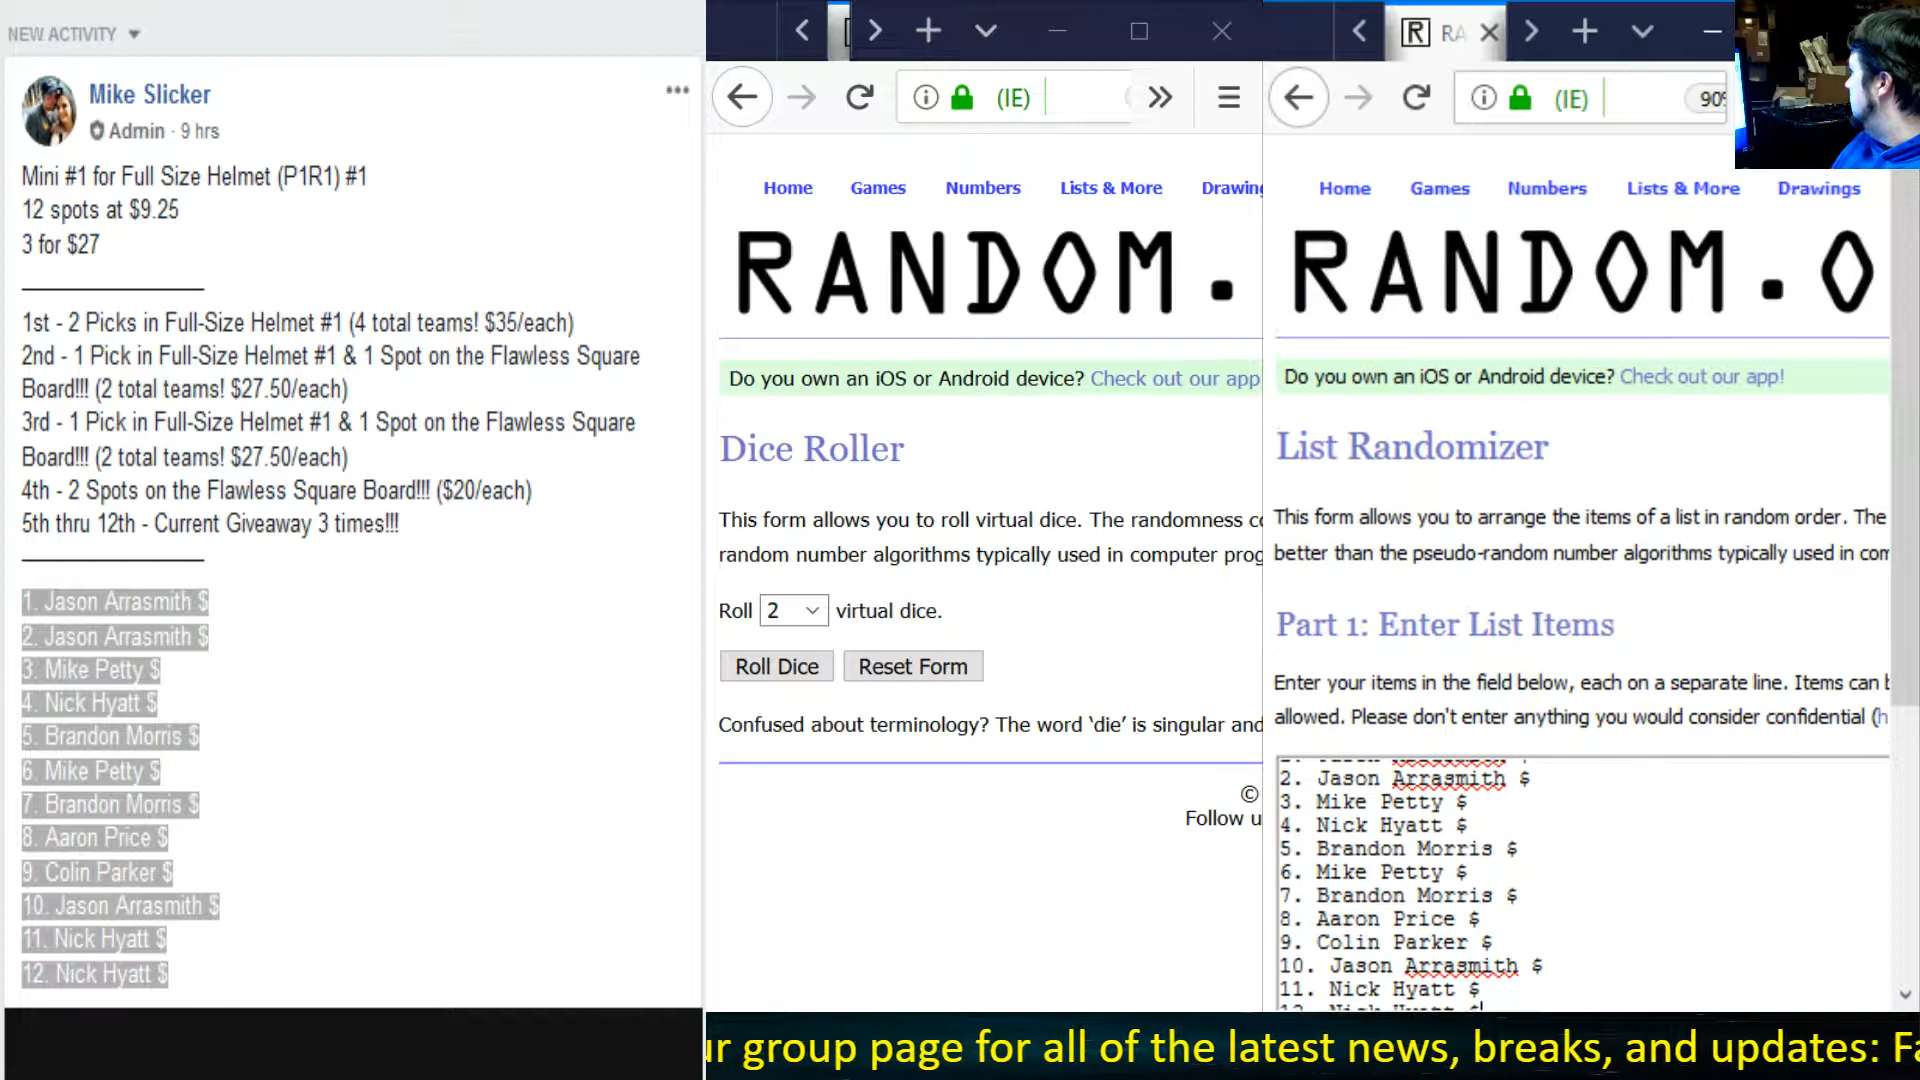 NEW ACTIVITY
Mike Slicker
Admin · 9 hrs
Mini #1 for Full Size Helmet (P1R1) #1
12 spots at $9.25
3 for $27
1st - 2 Picks in Full-Size Helmet #1 (4 total teams! $35/each)
2nd - 1 Pick in Full-Size Helmet #1 & 1 Spot on the Flawless Square
Board!!! (2 total teams! $27.50/each)
3rd - 1 Pick in Full-Size Helmet #1 & 1 Spot on the Flawless Square
Board!!! (2 total teams! $27.50/each)
4th - 2 Spots on the Flawless Square Board!!! ($20/each)
5th thru 12th - Current Giveaway 3 times!!!
1. Jason Arrasmith $
2. Jason Arrasmith $
3. Mike Petty $
4. Nick Hyatt $
5. Brandon Morris $
6. Mike Petty $
7. Brandon Morris $
8. Aaron Price $
9. Colin Parker $
10. Jason Arrasmith $
11. Nick Hyatt $
12. Nick Hyatt $
(IE)
Home Games Numbers Lists & More Drawing
RANDOM.
Do you own an iOS or Android device? Check out our app
Dice Roller
This form allows you to roll virtual dice. The randomness co
random number algorithms typically used in computer prog
Roll 2 virtual dice.
Roll Dice Reset Form
Confused about terminology? The word ‘die’ is singular and
©
Follow u
R RA
(IE) 90%
Home Games Numbers Lists & More Drawings
RANDOM.O
Do you own an iOS or Android device? Check out our app!
List Randomizer
This form allows you to arrange the items of a list in random order. The
better than the pseudo-random number algorithms typically used in com
Part 1: Enter List Items
Enter your items in the field below, each on a separate line. Items can b
allowed. Please don't enter anything you would consider confidential (h
2. Jason Arrasmith $
3. Mike Petty $
4. Nick Hyatt $
5. Brandon Morris $
6. Mike Petty $
7. Brandon Morris $
8. Aaron Price $
9. Colin Parker $
10. Jason Arrasmith $
11. Nick Hyatt $
12. Nick Hyatt $
ur group page for all of the latest news, breaks, and updates: Fa